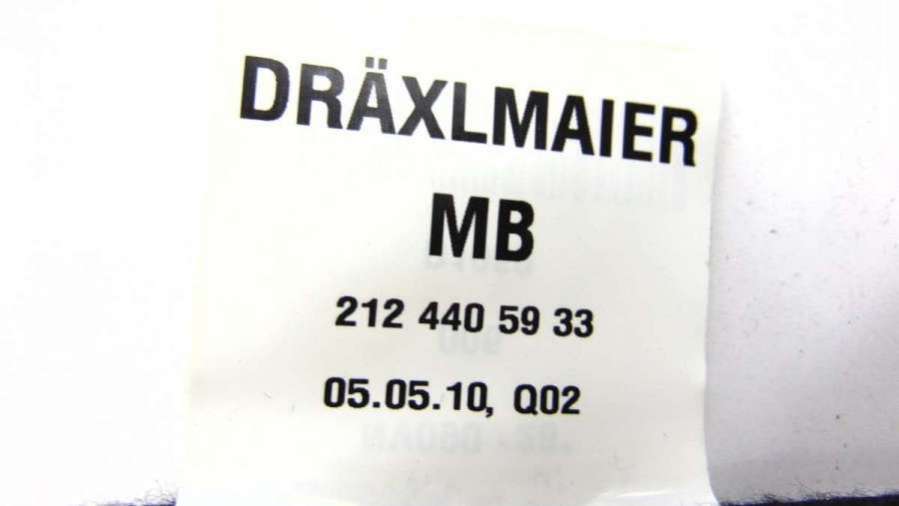 DRÄXLMAIER
MB
212 440 59 33
05.05.10, Q02